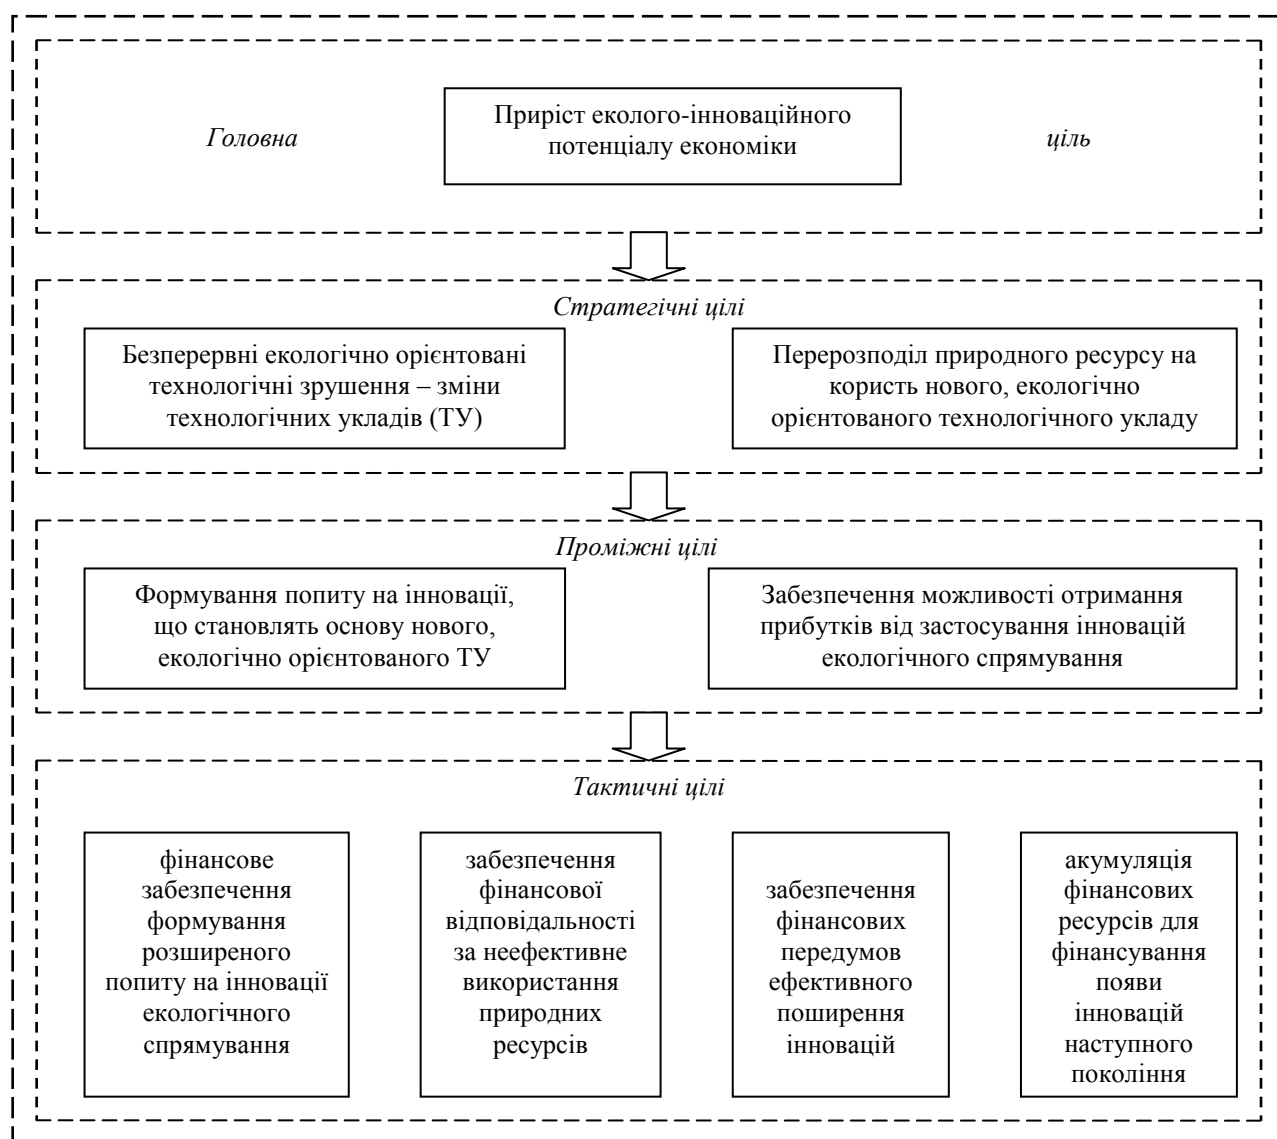 Головна
Приріст еколого-інноваційного
потенціалу економіки
ціль
Стратегічні цілі
Безперервні екологічно орієнтовані
технологічні зрушення – зміни
технологічних укладів (ТУ)
Перерозподіл природного ресурсу на
користь нового, екологічно
орієнтованого технологічного укладу
Проміжні цілі
Формування попиту на інновації,
що становлять основу нового,
екологічно орієнтованого ТУ
Забезпечення можливості отримання
прибутків від застосування інновацій
екологічного спрямування
Тактичні цілі
фінансове
забезпечення
формування
розширеного
попиту на інновації
екологічного
спрямування
забезпечення
фінансової
відповідальності
за неефективне
використання
природних
ресурсів
забезпечення
фінансових
передумов
ефективного
поширення
інновацій
акумуляція
фінансових
ресурсів для
фінансування
появи
інновацій
наступного
покоління